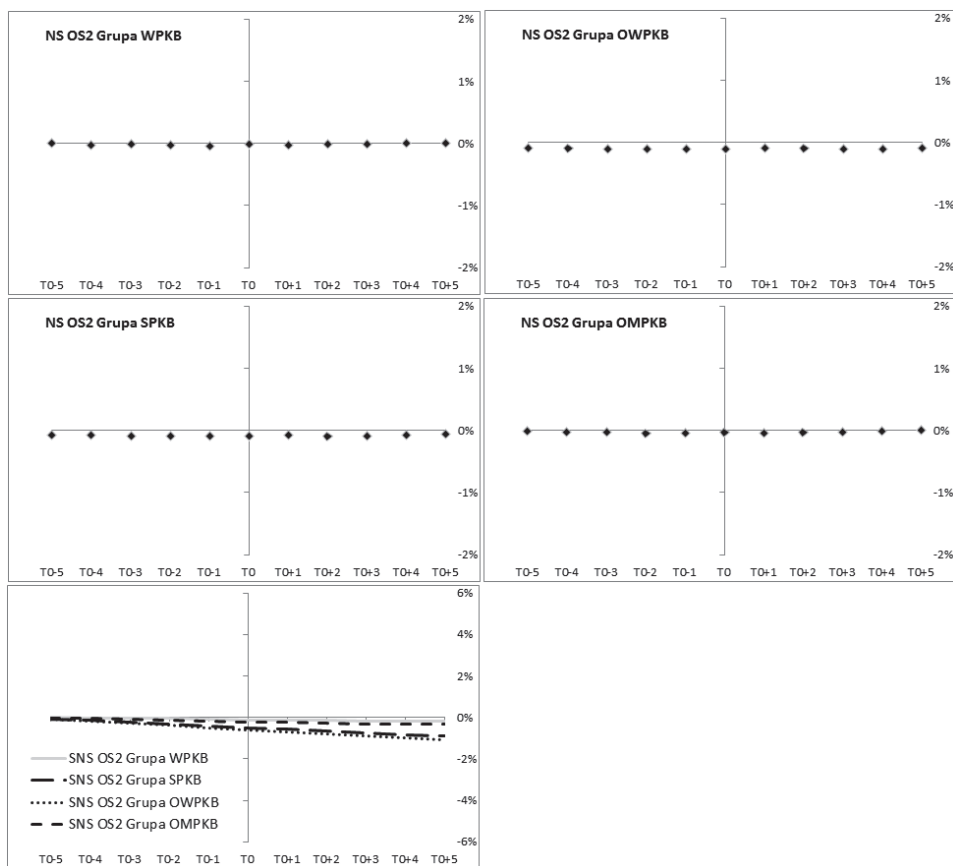 NS OS2 Grupa WPKB
2%
1%
0%
-1%
-2%
T0-5 T0-4 T0-3 T0-2 T0-1 T0 T0+1 T0+2 T0+3 T0+4 T0+5
NS OS2 Grupa OWPKB
2%
1%
0%
-1%
-2%
T0-5 T0-4 T0-3 T0-2 T0-1 T0 T0+1 T0+2 T0+3 T0+4 T0+5
NS OS2 Grupa SPKB
2%
1%
0%
-1%
-2%
T0-5 T0-4 T0-3 T0-2 T0-1 T0 T0+1 T0+2 T0+3 T0+4 T0+5
NS OS2 Grupa OMPKB
2%
1%
0%
-1%
-2%
T0-5 T0-4 T0-3 T0-2 T0-1 T0 T0+1 T0+2 T0+3 T0+4 T0+5
6%
4%
2%
0%
-2%
-4%
-6%
SNS OS2 Grupa WPKB
SNS OS2 Grupa SPKB
SNS OS2 Grupa OWPKB
SNS OS2 Grupa OMPKB
T0-5 T0-4 T0-3 T0-2 T0-1 T0 T0+1 T0+2 T0+3 T0+4 T0+5